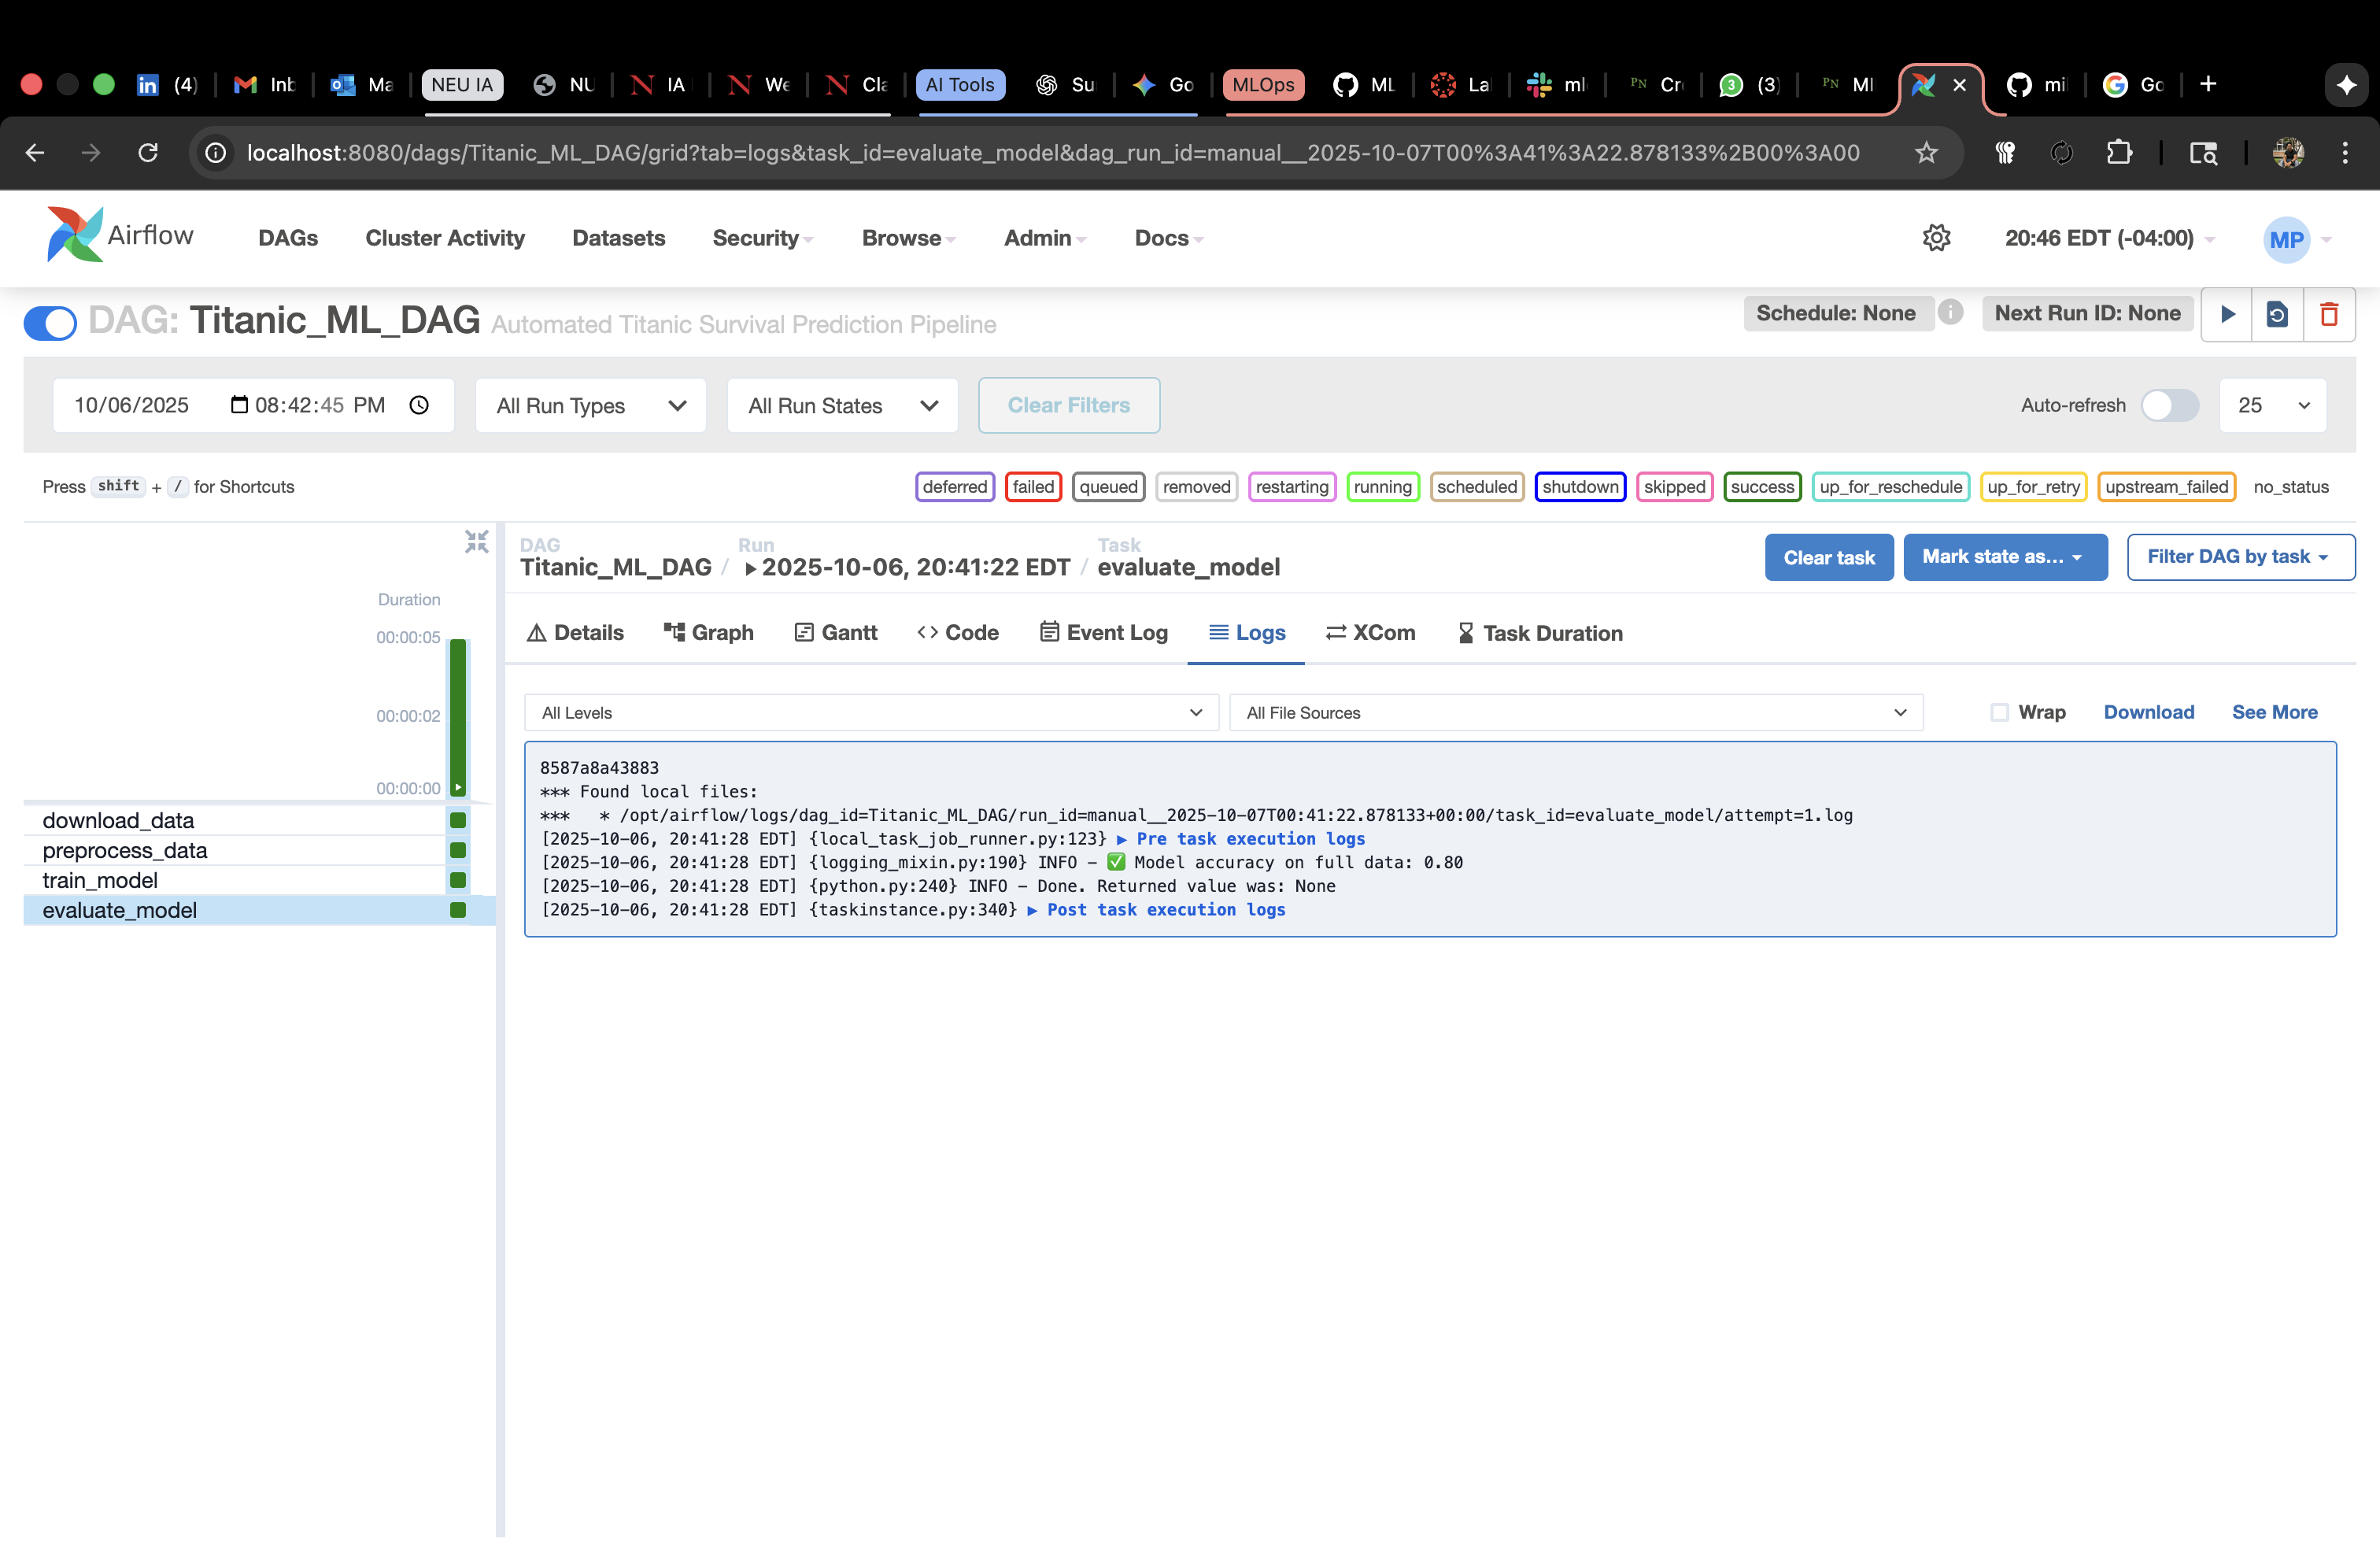 (4) Inb Ma NEU IA NU IA We Cla AI Tools Su Go MLOps ML La ml Cr 3 (3) MI mi Go
localhost:8080/dags/Titanic_ML_DAG/grid?tab=logs&task_id=evaluate_model&dag_run_id=manual__2025-10-07T00%3A41%3A22.878133%2B00%3A00
Airflow DAGs Cluster Activity Datasets Security Browse Admin Docs 20:46 EDT (-04:00) MP
DAG: Titanic_ML_DAG Automated Titanic Survival Prediction Pipeline Schedule: None Next Run ID: None
10/06/2025 08:42:45 PM All Run Types All Run States Clear Filters Auto-refresh 25
Press shift + / for Shortcuts deferred failed queued removed restarting running scheduled shutdown skipped success up_for_reschedule up_for_retry upstream_failed no_status
Duration
00:00:05
00:00:02
00:00:00
download_data
preprocess_data
train_model
evaluate_model
DAG Run Task
Titanic_ML_DAG / 2025-10-06, 20:41:22 EDT / evaluate_model
Clear task Mark state as... Filter DAG by task
Details Graph Gantt Code Event Log Logs XCom Task Duration
All Levels All File Sources Wrap Download See More
8587a8a43883
*** Found local files:
***   * /opt/airflow/logs/dag_id=Titanic_ML_DAG/run_id=manual__2025-10-07T00:41:22.878133+00:00/task_id=evaluate_model/attempt=1.log
[2025-10-06, 20:41:28 EDT] {local_task_job_runner.py:123} ▶ Pre task execution logs
[2025-10-06, 20:41:28 EDT] {logging_mixin.py:190} INFO - ✅ Model accuracy on full data: 0.80
[2025-10-06, 20:41:28 EDT] {python.py:240} INFO - Done. Returned value was: None
[2025-10-06, 20:41:28 EDT] {taskinstance.py:340} ▶ Post task execution logs